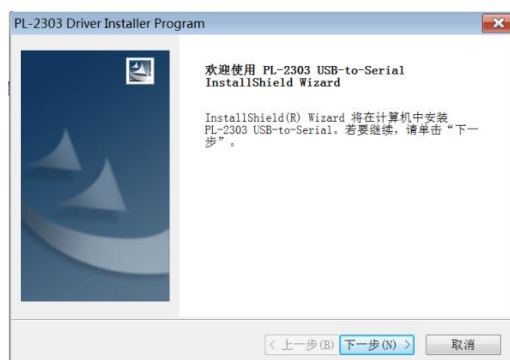 PL-2303 Driver Installer Program
欢迎使用 PL-2303 USB-to-Serial
InstallShield Wizard
InstallShield(R) Wizard 将在计算机中安装
PL-2303 USB-to-Serial。若要继续，请单击“下一
步”。
< 上一步(B)
下一步(N) >
取消